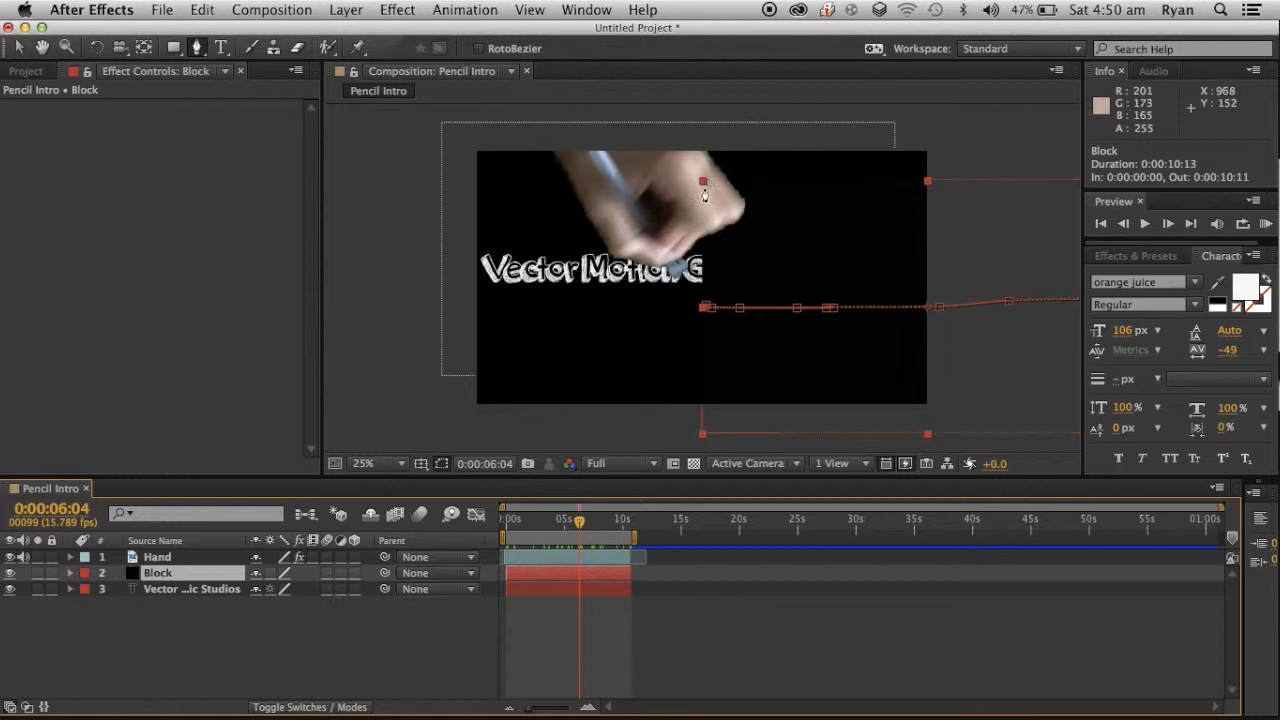 After Effects File Edit Composition Layer Effect Animation View Window Help 47% Sat 4:50 am Ryan
Untitled Project *
RotoBezier Workspace: Standard Search Help
Project Effect Controls: Block Composition: Pencil Intro Info Audio
Block • Block
Pencil Intro • Block Pencil Intro
R : 201 X : 968
G : 173 Y : 152
B : 165
A : 255
Block
Duration: 0:00:10:13
In: 0:00:00:00, Out: 0:00:10:11
Preview
Vector Motion G
Effects & Presets Charact
orange juice
Regular
106 px Auto
Metrics -49
- px
100% 100%
0 px 0%
T T TT Tr T T
25% 0:00:06:04 Full Active Camera 1 View +0.0
Pencil Intro
0:00:06:04
00099 (15.789 fps)
:00s 05s 10s 15s 20s 25s 30s 35s 40s 45s 50s 55s 01:00s
# Source Name Parent
1 Hand None
2 Block None
3 Vector ...ic Studios None
Toggle Switches / Modes